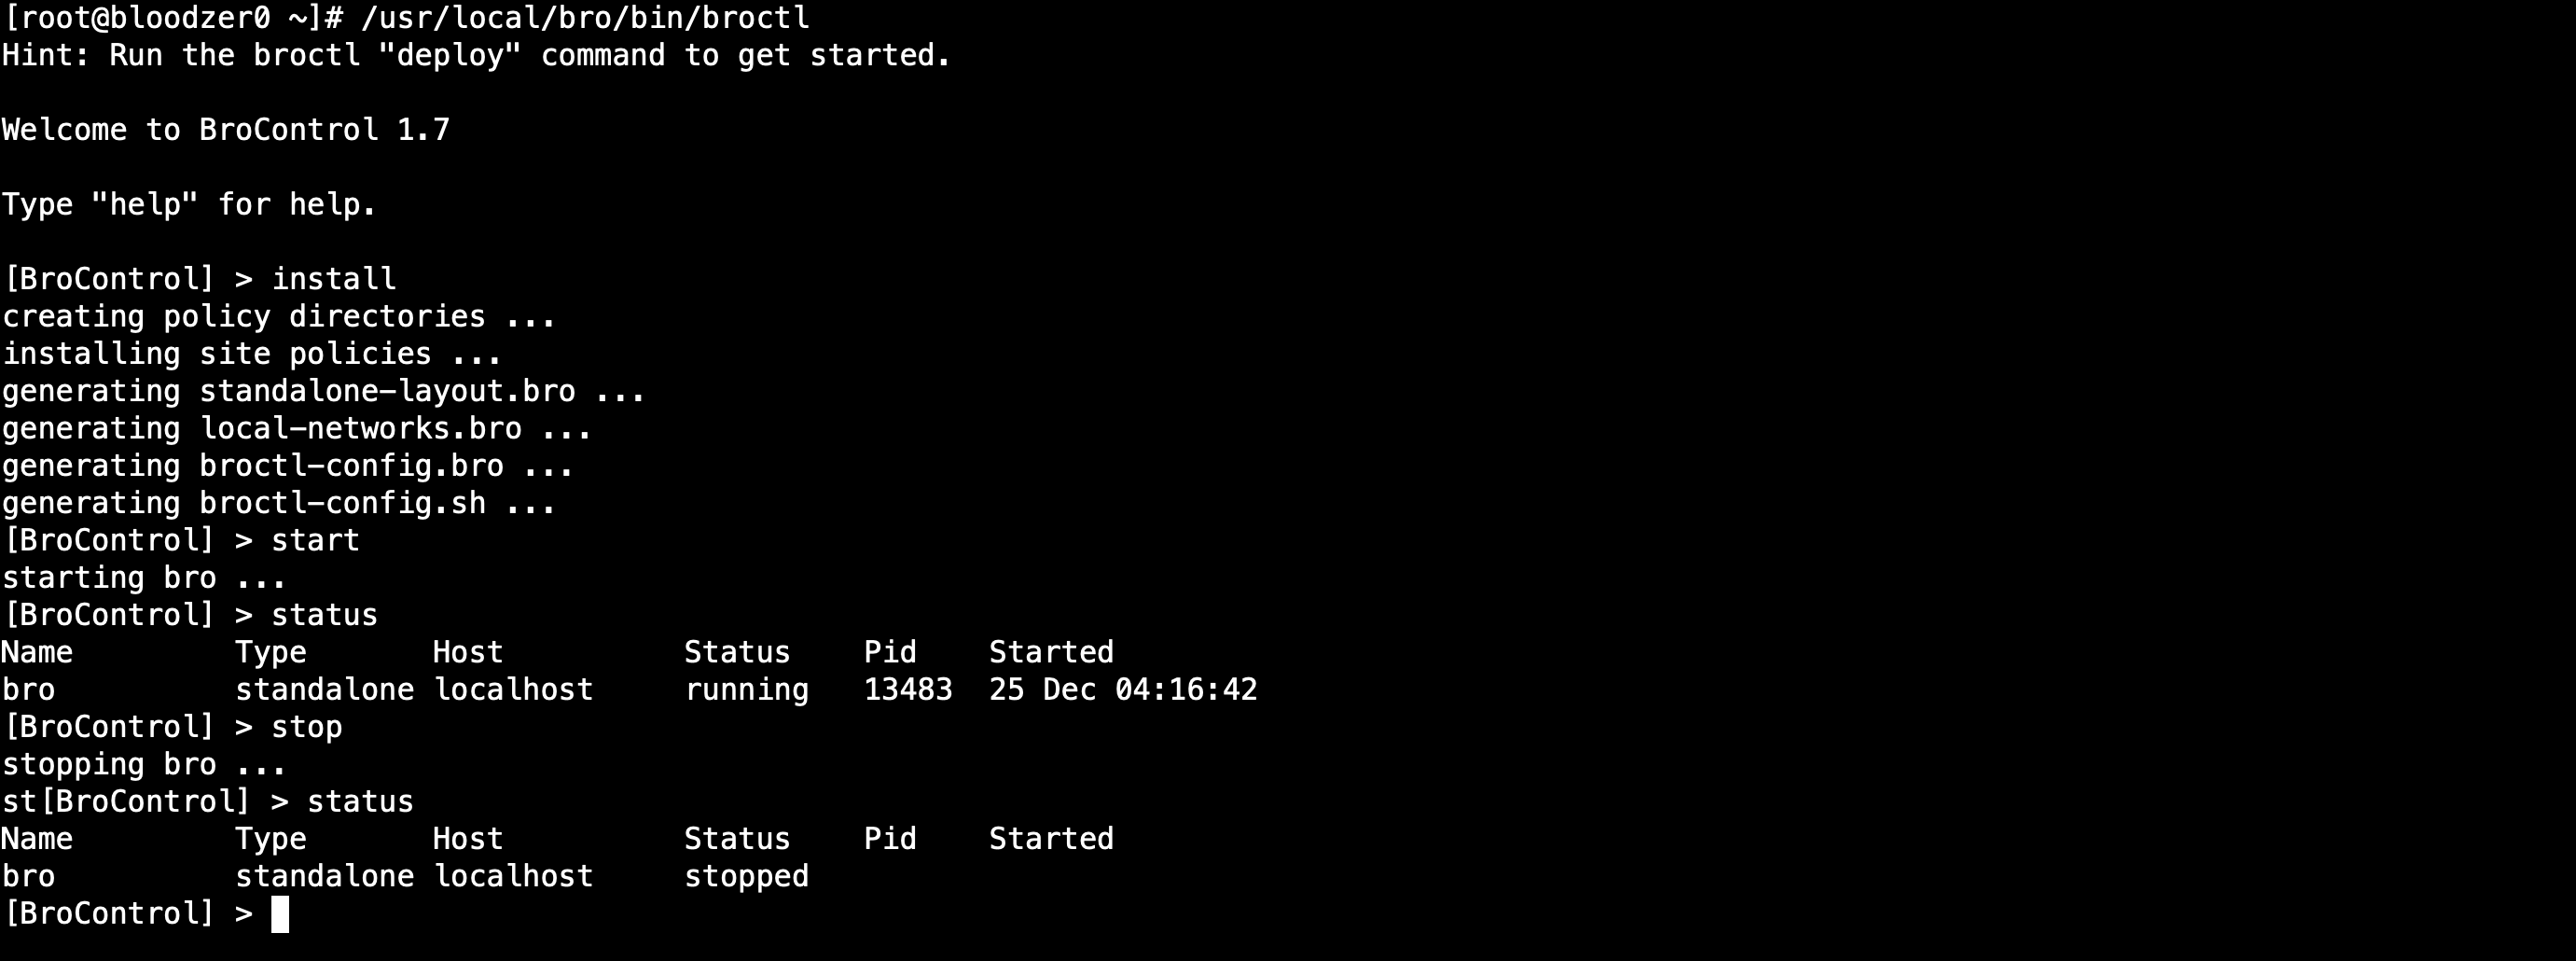 [root@bloodzer0 ~]# /usr/local/bro/bin/broctl
Hint: Run the broctl "deploy" command to get started.
Welcome to BroControl 1.7
Type "help" for help.
[BroControl] > install
creating policy directories ...
installing site policies ...
generating standalone-layout.bro ...
generating local-networks.bro ...
generating broctl-config.bro ...
generating broctl-config.sh ...
[BroControl] > start
starting bro ...
[BroControl] > status
Name         Type       Host          Status    Pid    Started
bro          standalone localhost     running   13483  25 Dec 04:16:42
[BroControl] > stop
stopping bro ...
st[BroControl] > status
Name         Type       Host          Status    Pid    Started
bro          standalone localhost     stopped
[BroControl] >